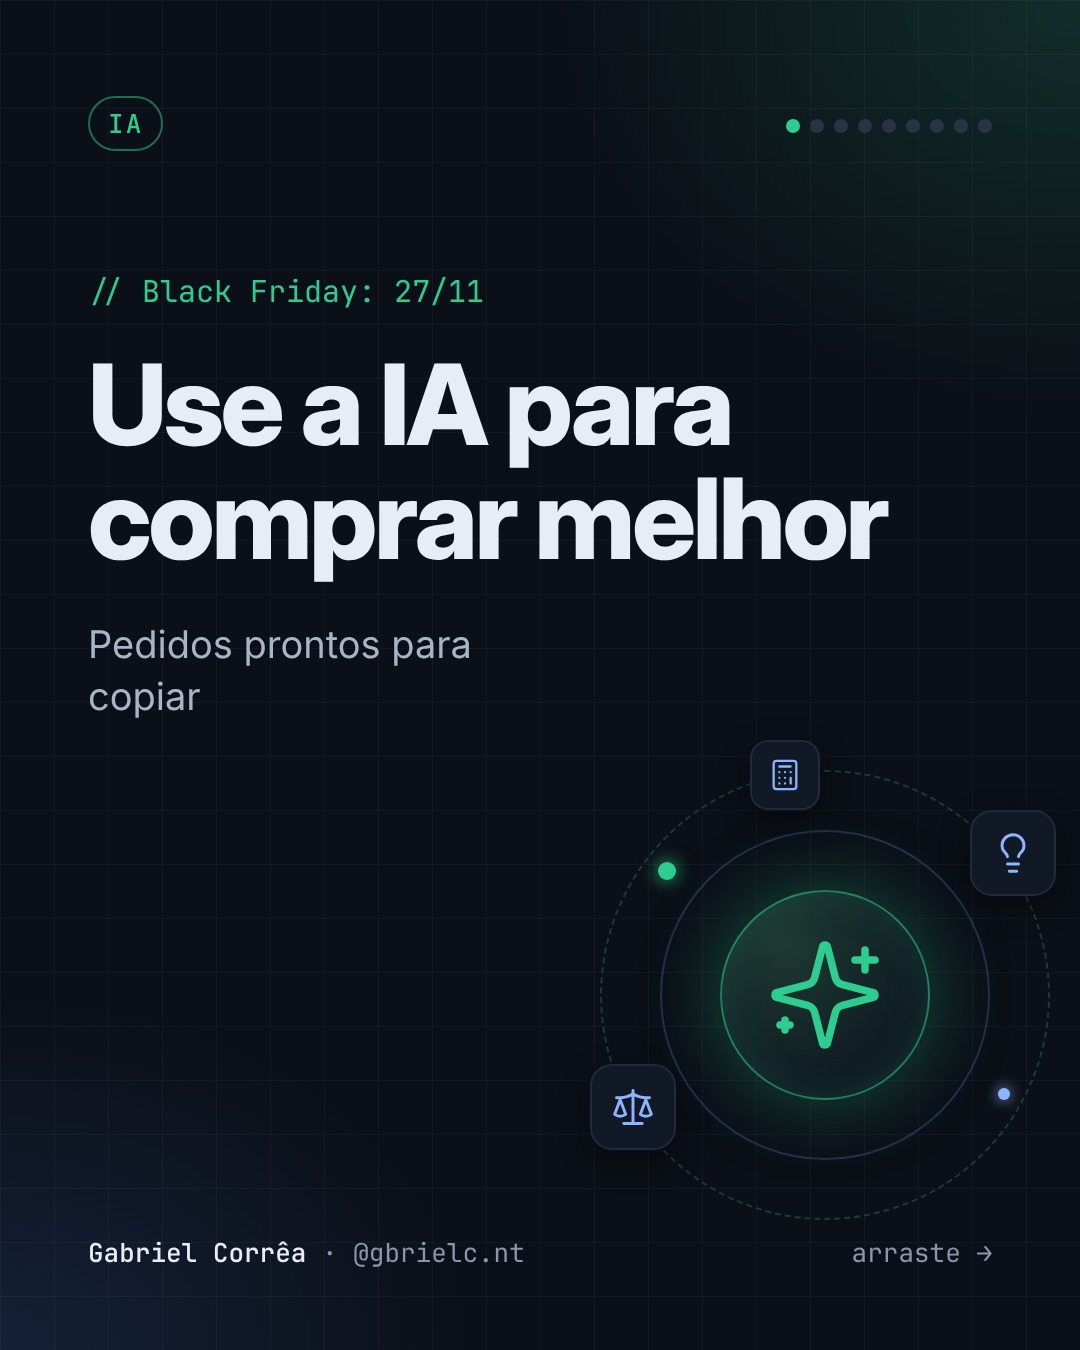 IA
// Black Friday: 27/11
Use a IA para
comprar melhor
Pedidos prontos para
copiar
Gabriel Corrêa · @gbrielc.nt
arraste →